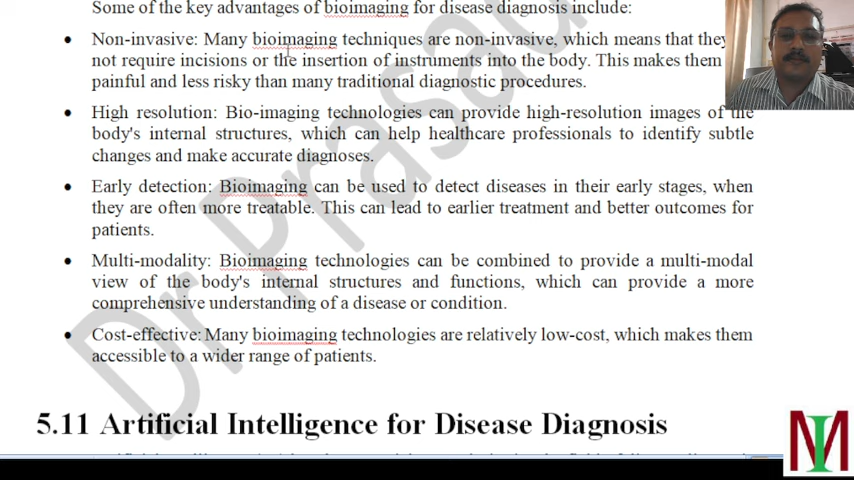 Some of the key advantages of bioimaging for disease diagnosis include:
• Non-invasive: Many bioimaging techniques are non-invasive, which means that they
not require incisions or the insertion of instruments into the body. This makes them
painful and less risky than many traditional diagnostic procedures.
• High resolution: Bio-imaging technologies can provide high-resolution images of the
body's internal structures, which can help healthcare professionals to identify subtle
changes and make accurate diagnoses.
• Early detection: Bioimaging can be used to detect diseases in their early stages, when
they are often more treatable. This can lead to earlier treatment and better outcomes for
patients.
• Multi-modality: Bioimaging technologies can be combined to provide a multi-modal
view of the body's internal structures and functions, which can provide a more
comprehensive understanding of a disease or condition.
• Cost-effective: Many bioimaging technologies are relatively low-cost, which makes them
accessible to a wider range of patients.
5.11 Artificial Intelligence for Disease Diagnosis
Dr Prasad